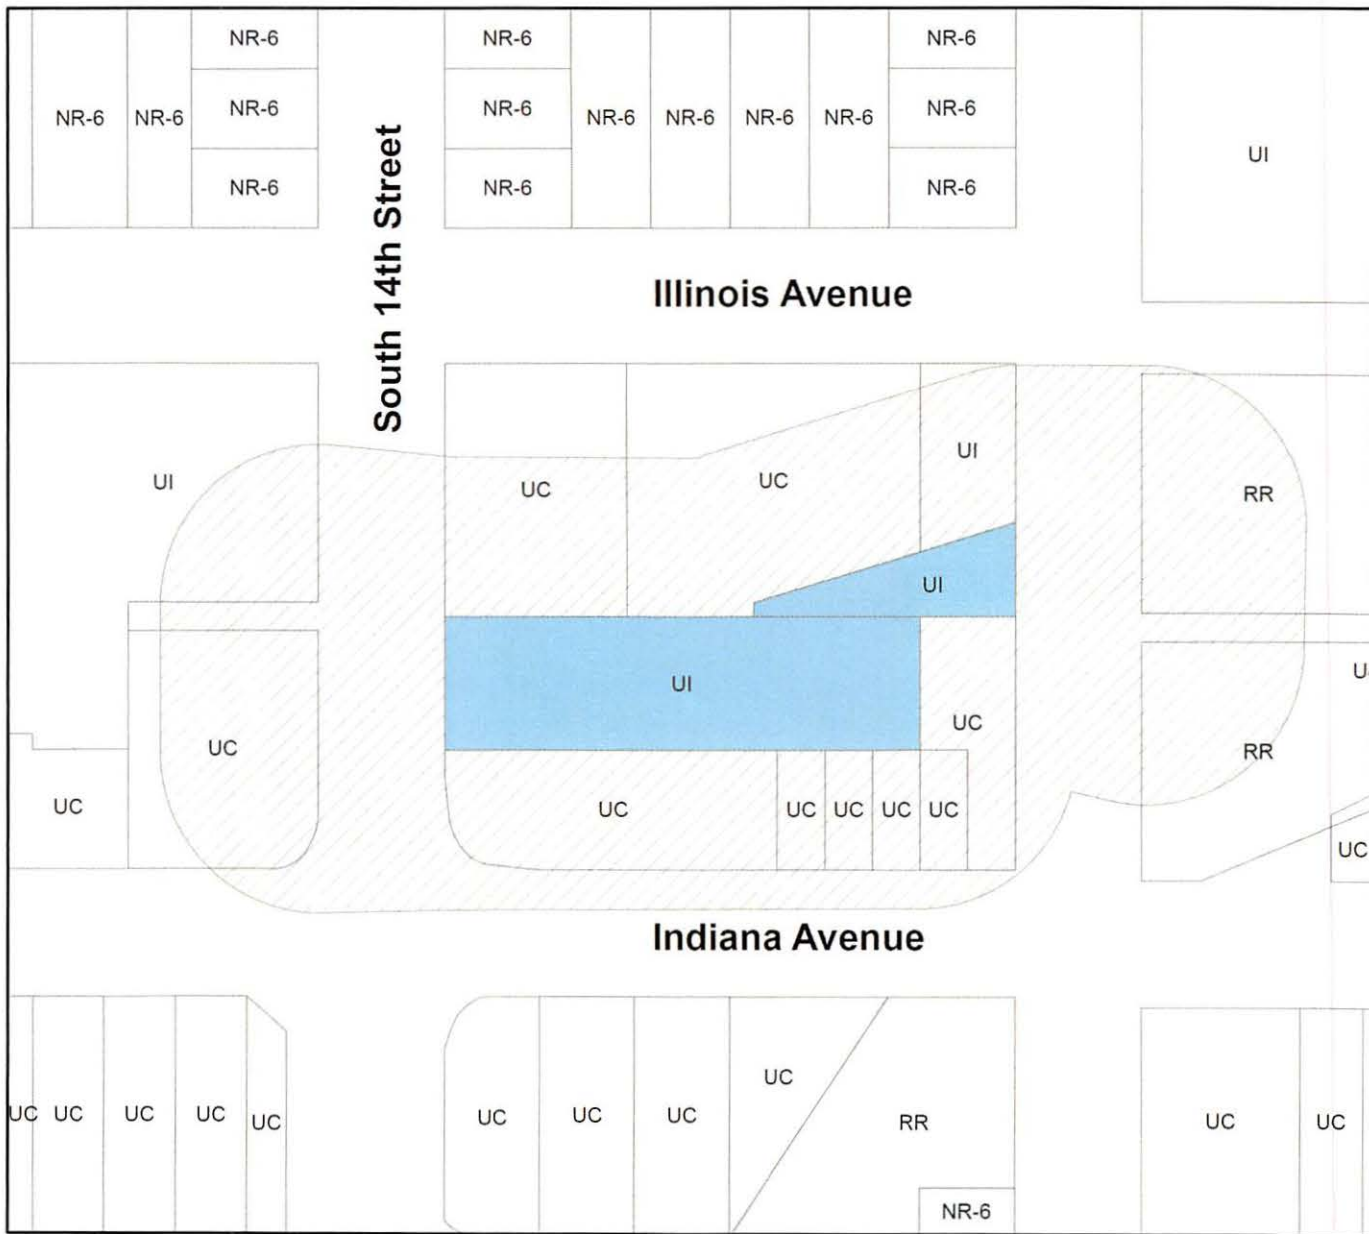 NR-6 NR-6 NR-6
NR-6 NR-6 NR-6 NR-6 NR-6 NR-6 NR-6 NR-6 NR-6 NR-6
UI
NR-6 NR-6 NR-6
South 14th Street
Illinois Avenue
UI UC UC UI RR
UI
UI
UC UC RR U
UC UC UC UC UC UC
UC
Indiana Avenue
UC UC UC UC UC UC UC UC UC RR UC UC
NR-6